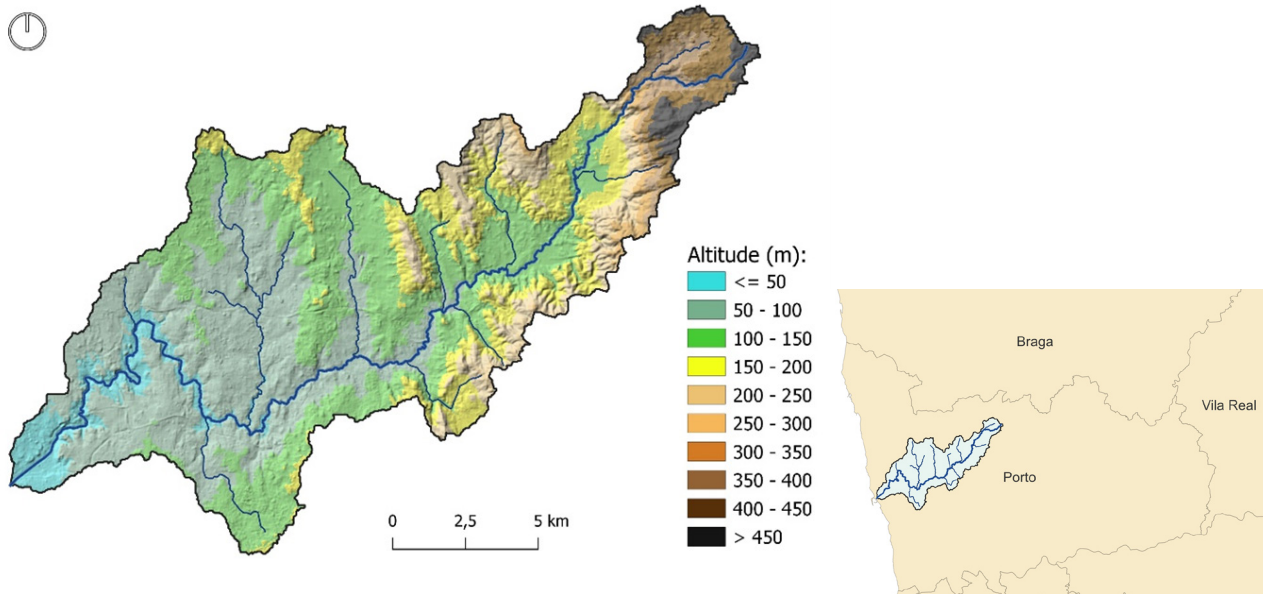 Altitude (m):
<= 50
50 - 100
100 - 150
150 - 200
200 - 250
250 - 300
300 - 350
350 - 400
400 - 450
> 450
0 2,5 5 km
Braga
Vila Real
Porto